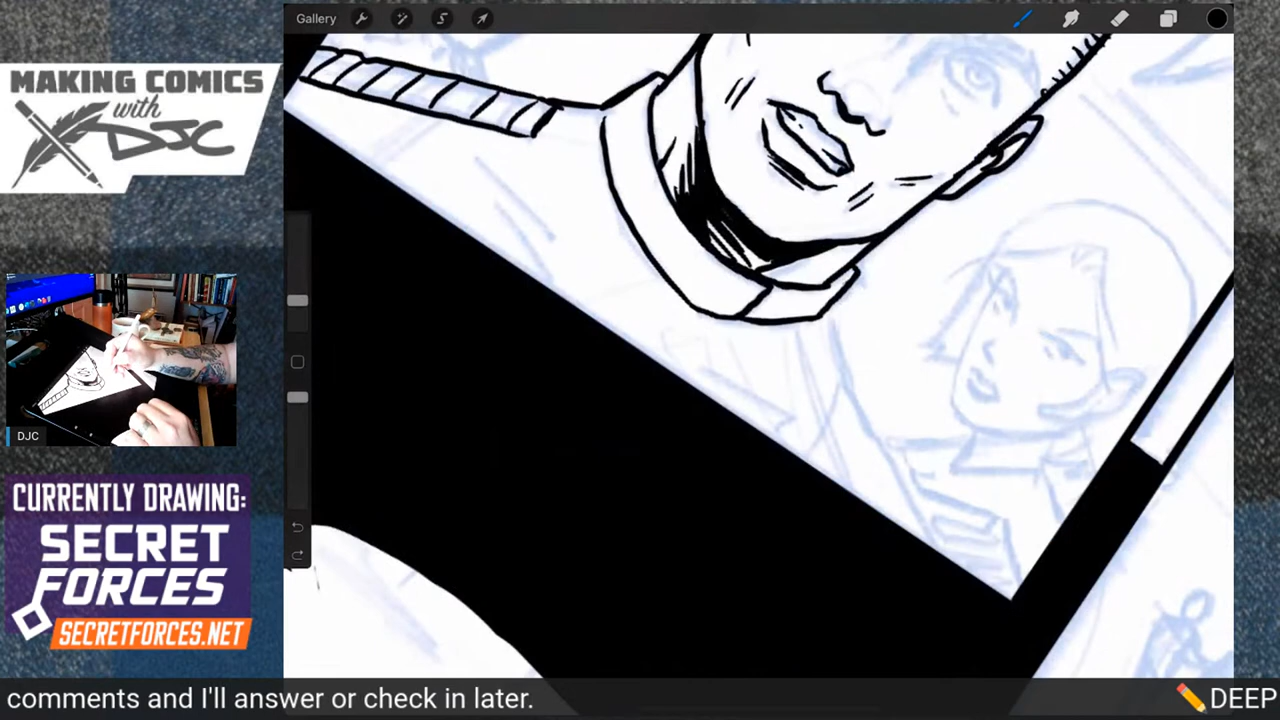 Gallery
MAKING COMICS
with
DJC
DJC
CURRENTLY DRAWING:
SECRET
FORCES
SECRETFORCES.NET
comments and I'll answer or check in later.
✏️DEEP